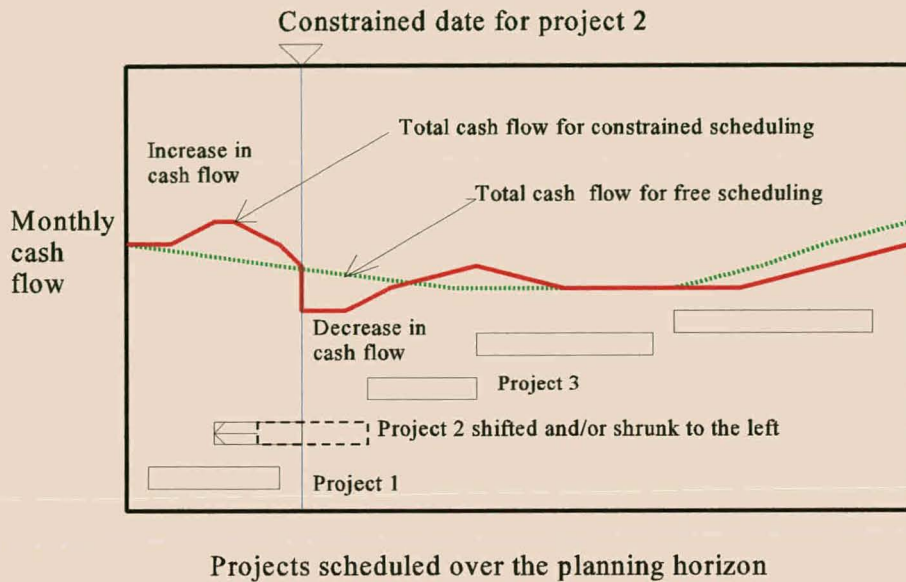 Constrained date for project 2
Total cash flow for constrained scheduling
Increase in
cash flow
Total cash flow for free scheduling
Monthly
cash
flow
Decrease in
cash flow
Project 3
Project 2 shifted and/or shrunk to the left
Project 1
Projects scheduled over the planning horizon